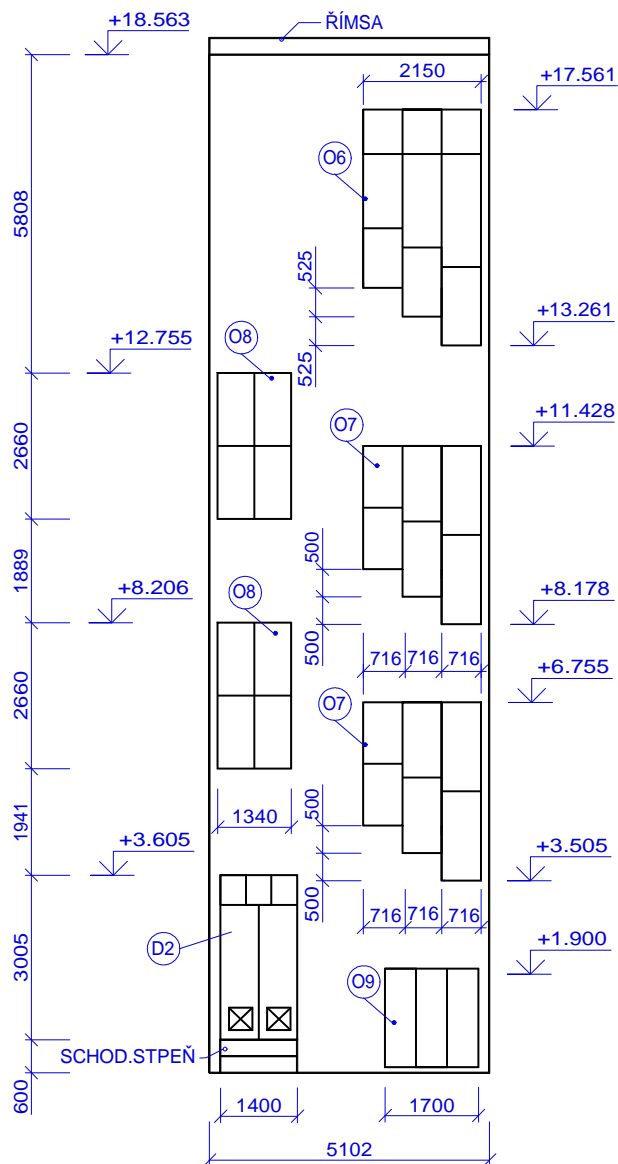 +18.563
ŘÍMSA
2150
+17.561
O6
5808
525
+13.261
525
+12.755
O8
+11.428
O7
2660
500
1889
+8.206
O8
+8.178
500
716 716 716
+6.755
2660
O7
1340
500
1941
+3.605
+3.505
500
716 716 716
D2
+1.900
O9
3005
SCHOD.STPEŇ
600
1400
1700
5102